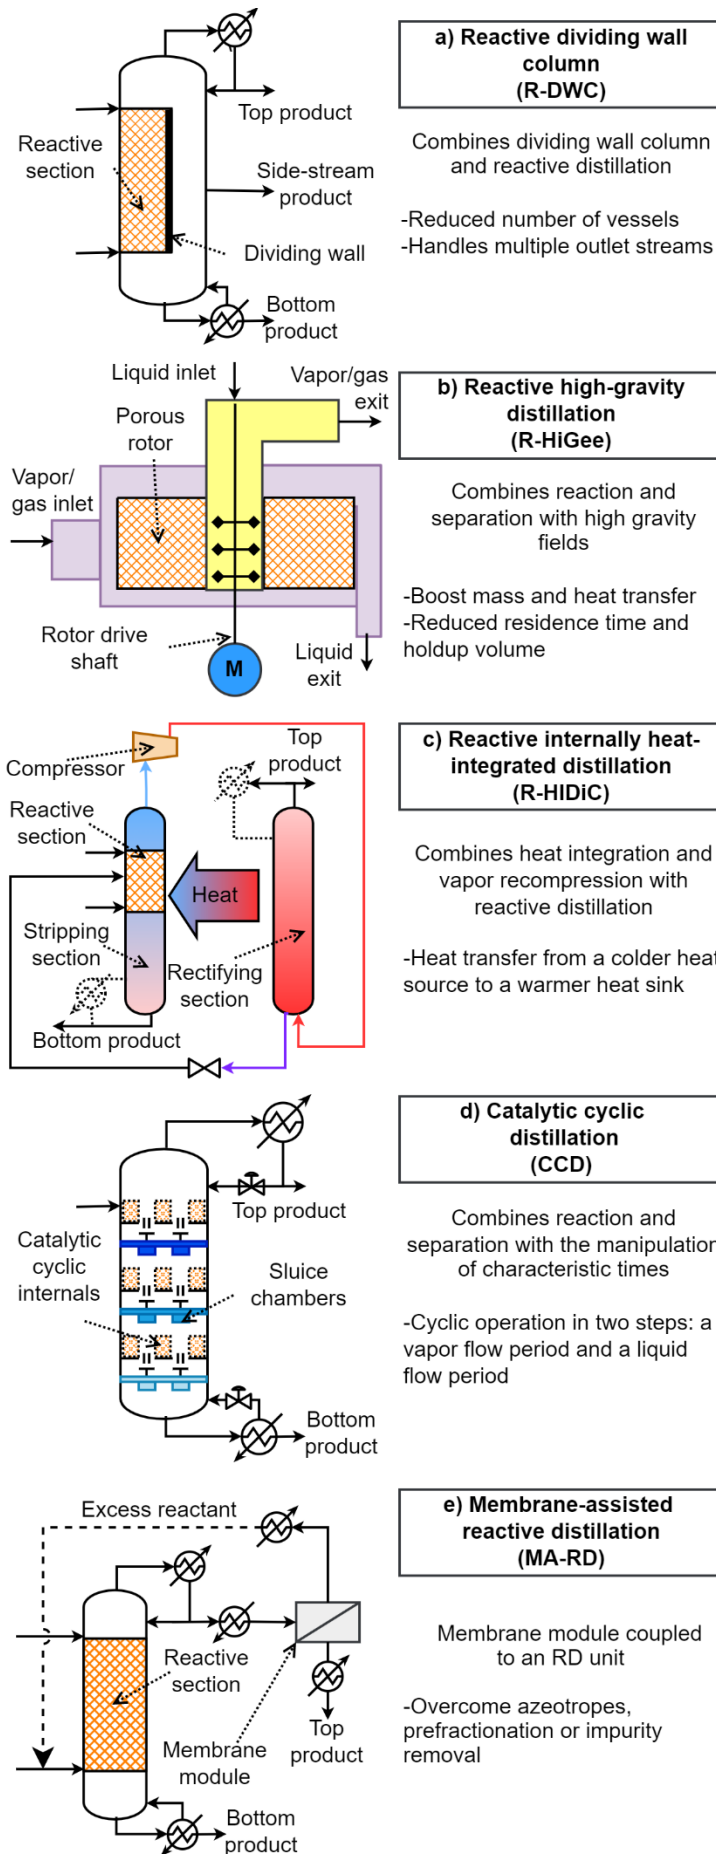 a) Reactive dividing wall
column
(R-DWC)
Top product
Reactive
section
Side-stream
product
Dividing wall
Bottom
product
Combines dividing wall column
and reactive distillation
-Reduced number of vessels
-Handles multiple outlet streams
b) Reactive high-gravity
distillation
(R-HiGee)
Liquid inlet
Vapor/gas
exit
Porous
rotor
Vapor/
gas inlet
Rotor drive
shaft
M
Liquid
exit
Combines reaction and
separation with high gravity
fields
-Boost mass and heat transfer
-Reduced residence time and
holdup volume
c) Reactive internally heat-
integrated distillation
(R-HIDiC)
Compressor
Top
product
Reactive
section
Heat
Stripping
section
Rectifying
section
Bottom product
Combines heat integration and
vapor recompression with
reactive distillation
-Heat transfer from a colder heat
source to a warmer heat sink
d) Catalytic cyclic
distillation
(CCD)
Top product
Catalytic
cyclic
internals
Sluice
chambers
Bottom
product
Combines reaction and
separation with the manipulation
of characteristic times
-Cyclic operation in two steps: a
vapor flow period and a liquid
flow period
e) Membrane-assisted
reactive distillation
(MA-RD)
Excess reactant
Reactive
section
Membrane
module
Top
product
Bottom
product
Membrane module coupled
to an RD unit
-Overcome azeotropes,
prefractionation or impurity
removal